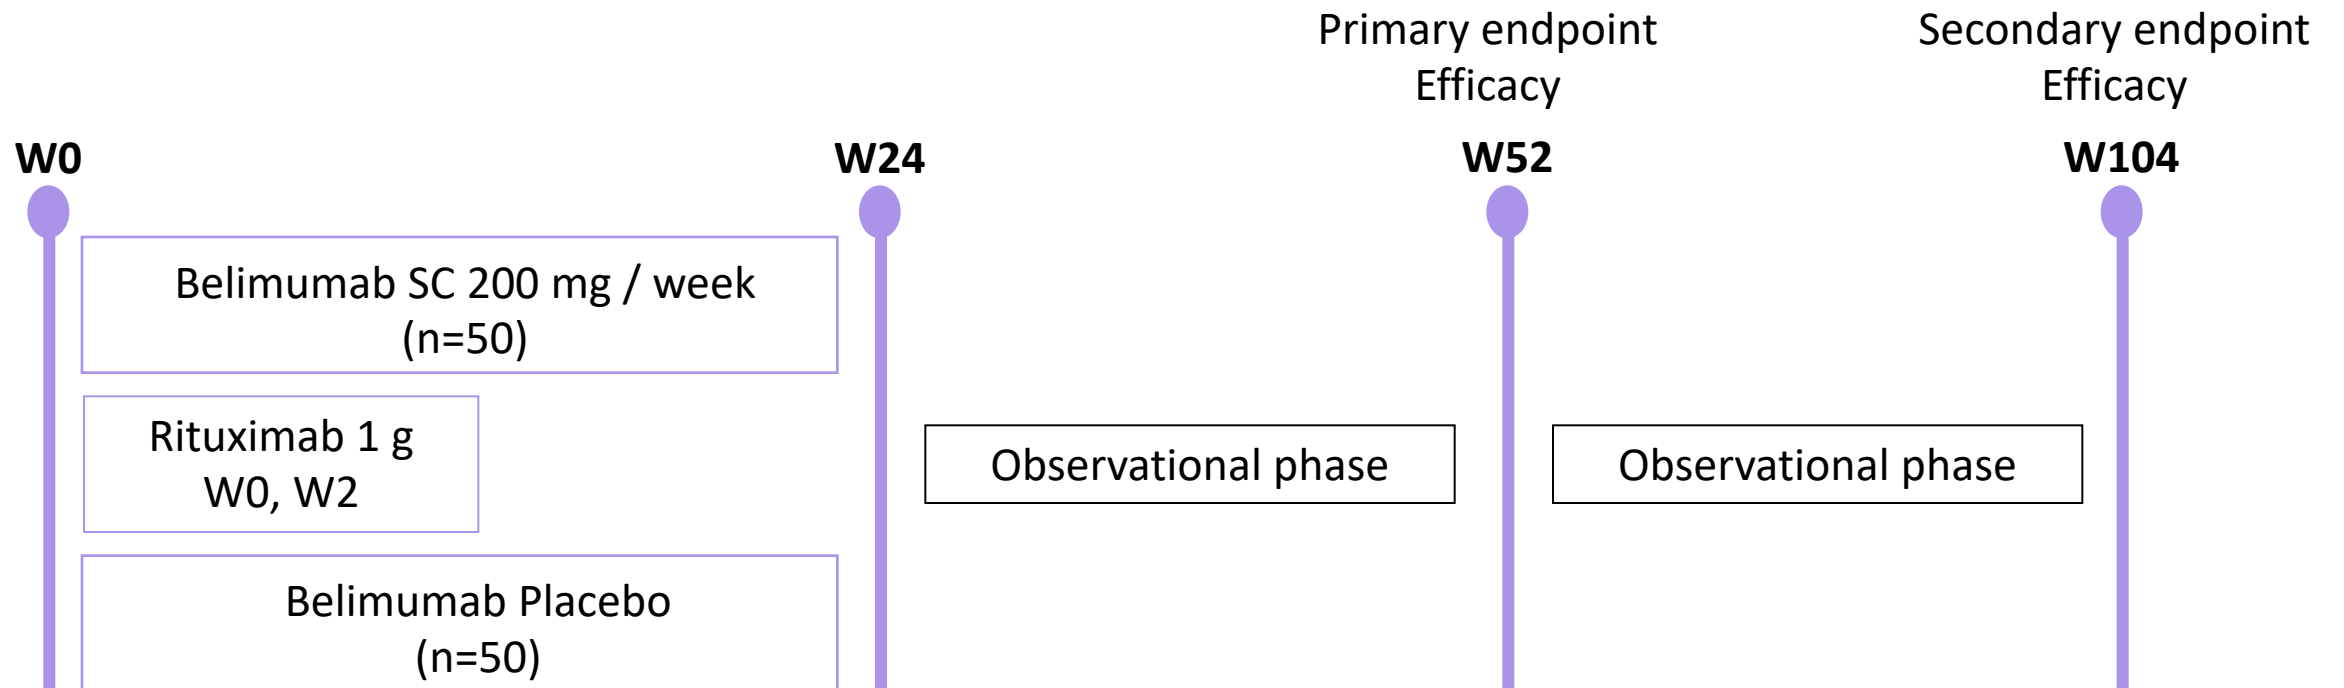 Primary endpoint
Efficacy
Secondary endpoint
Efficacy
W0
W24
W52
W104
Belimumab SC 200 mg / week
(n=50)
Rituximab 1 g
W0, W2
Observational phase
Observational phase
Belimumab Placebo
(n=50)